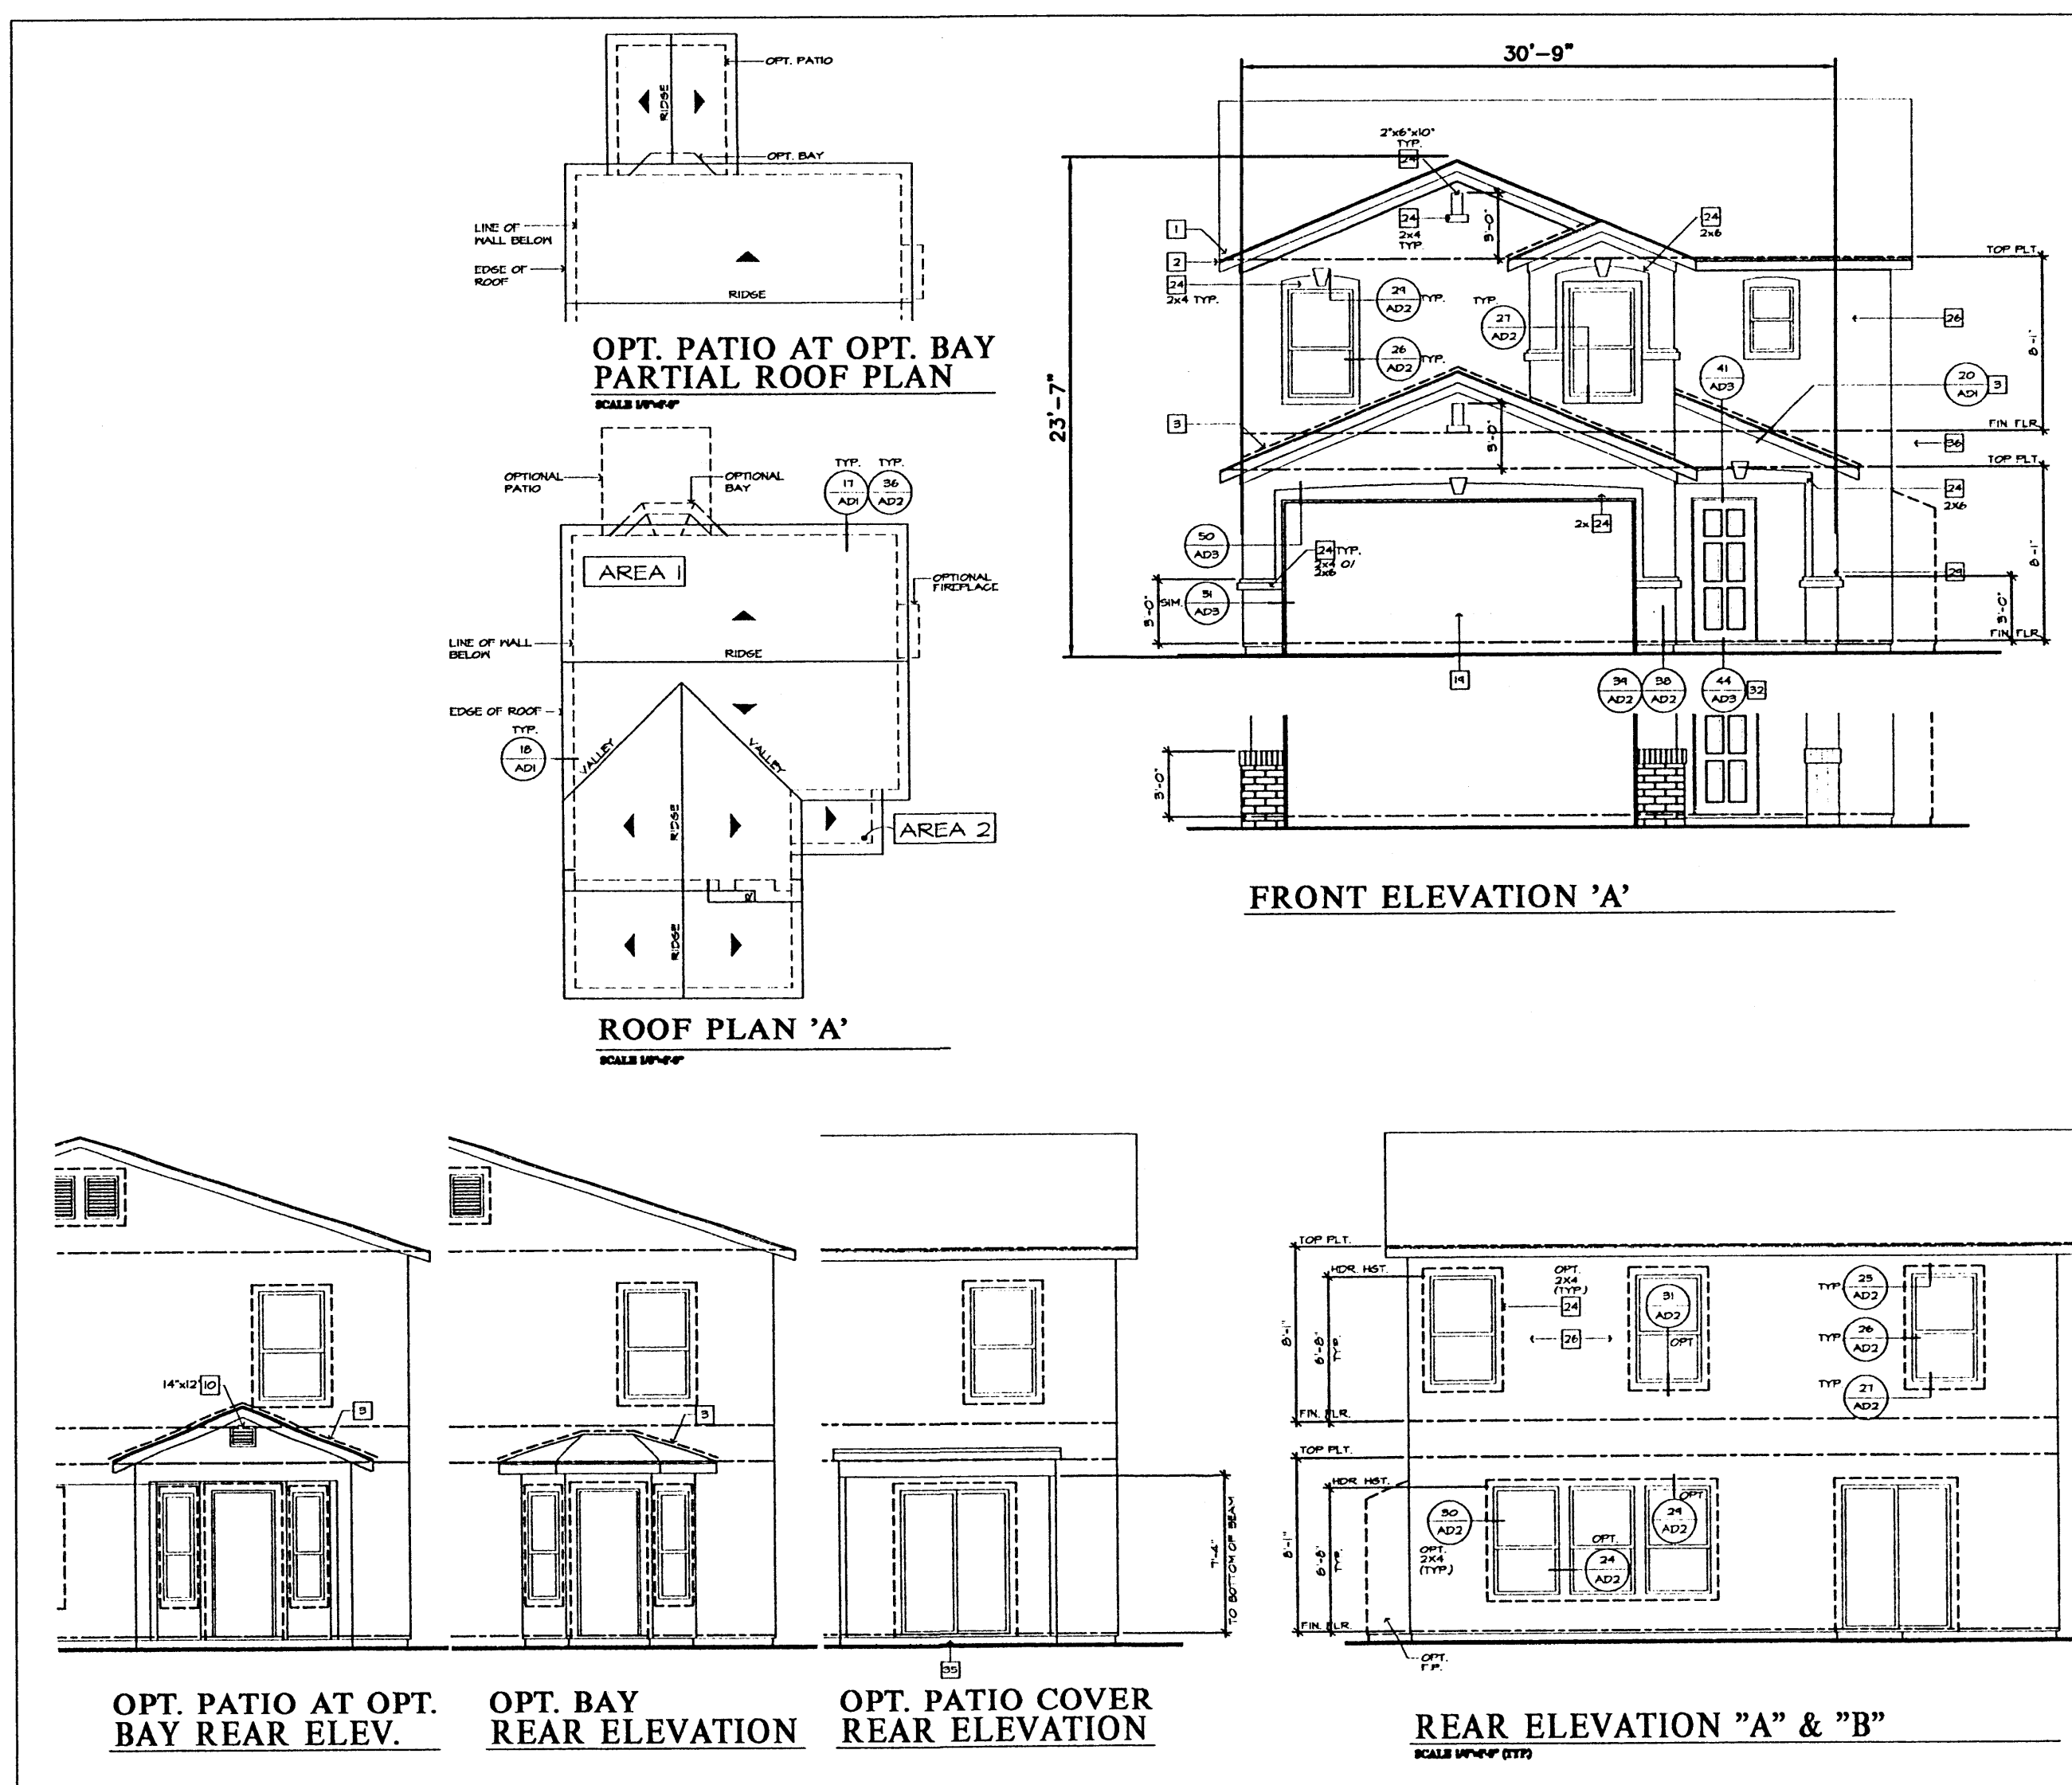 OPT. PATIO
RIDGE
OPT. BAY
LINE OF
WALL BELOW
EDGE OF
ROOF
RIDGE
OPT. PATIO AT OPT. BAY
PARTIAL ROOF PLAN
OPTIONAL
PATIO
OPTIONAL
BAY
TYP. TYP.
17
AD1
36
AD2
AREA 1
OPTIONAL
FIREPLACE
LINE OF WALL
BELOW
RIDGE
EDGE OF ROOF
TYP.
18
AD1
VALLEY
VALLEY
RIDGE
AREA 2
RIDGE
ROOF PLAN 'A'
30'-9"
23'-7"
2"x6"x10"
TYP.
24
24
2x4
TYP.
3'-0"
24
2x6
1
2
24
2x4 TYP.
29
AD2
TYP.
TYP.
27
AD2
26
AD2
TYP.
41
AD3
TOP PLT.
26
8'-1"
20
AD1
3
3
3'-0"
FIN FLR.
36
TOP PLT.
24
2x6
2x 24
50
AD3
24 TYP.
2x4 O/
2x6
SIM.
51
AD3
3'-0"
29
8'-1"
3'-0"
FIN. FLR.
19
39
AD2
38
AD2
44
AD3
32
3'-0"
FRONT ELEVATION 'A'
14"x12" 10
3
OPT. PATIO AT OPT.
BAY REAR ELEV.
3
OPT. BAY
REAR ELEVATION
7'-4"
TO BOTTOM OF BEAM
35
OPT. PATIO COVER
REAR ELEVATION
TOP PLT.
HDR. HGT.
8'-1"
6'-8"
TYP.
OPT.
2X4
(TYP.)
24
26
31
AD2
OPT
TYP
25
AD2
TYP
26
AD2
TYP
27
AD2
FIN. FLR.
TOP PLT.
HDR. HGT.
8'-1"
6'-8"
TYP.
30
AD2
OPT.
2X4
(TYP.)
OPT
29
AD2
OPT.
24
AD2
FIN. FLR.
OPT.
F.P.
REAR ELEVATION "A" & "B"